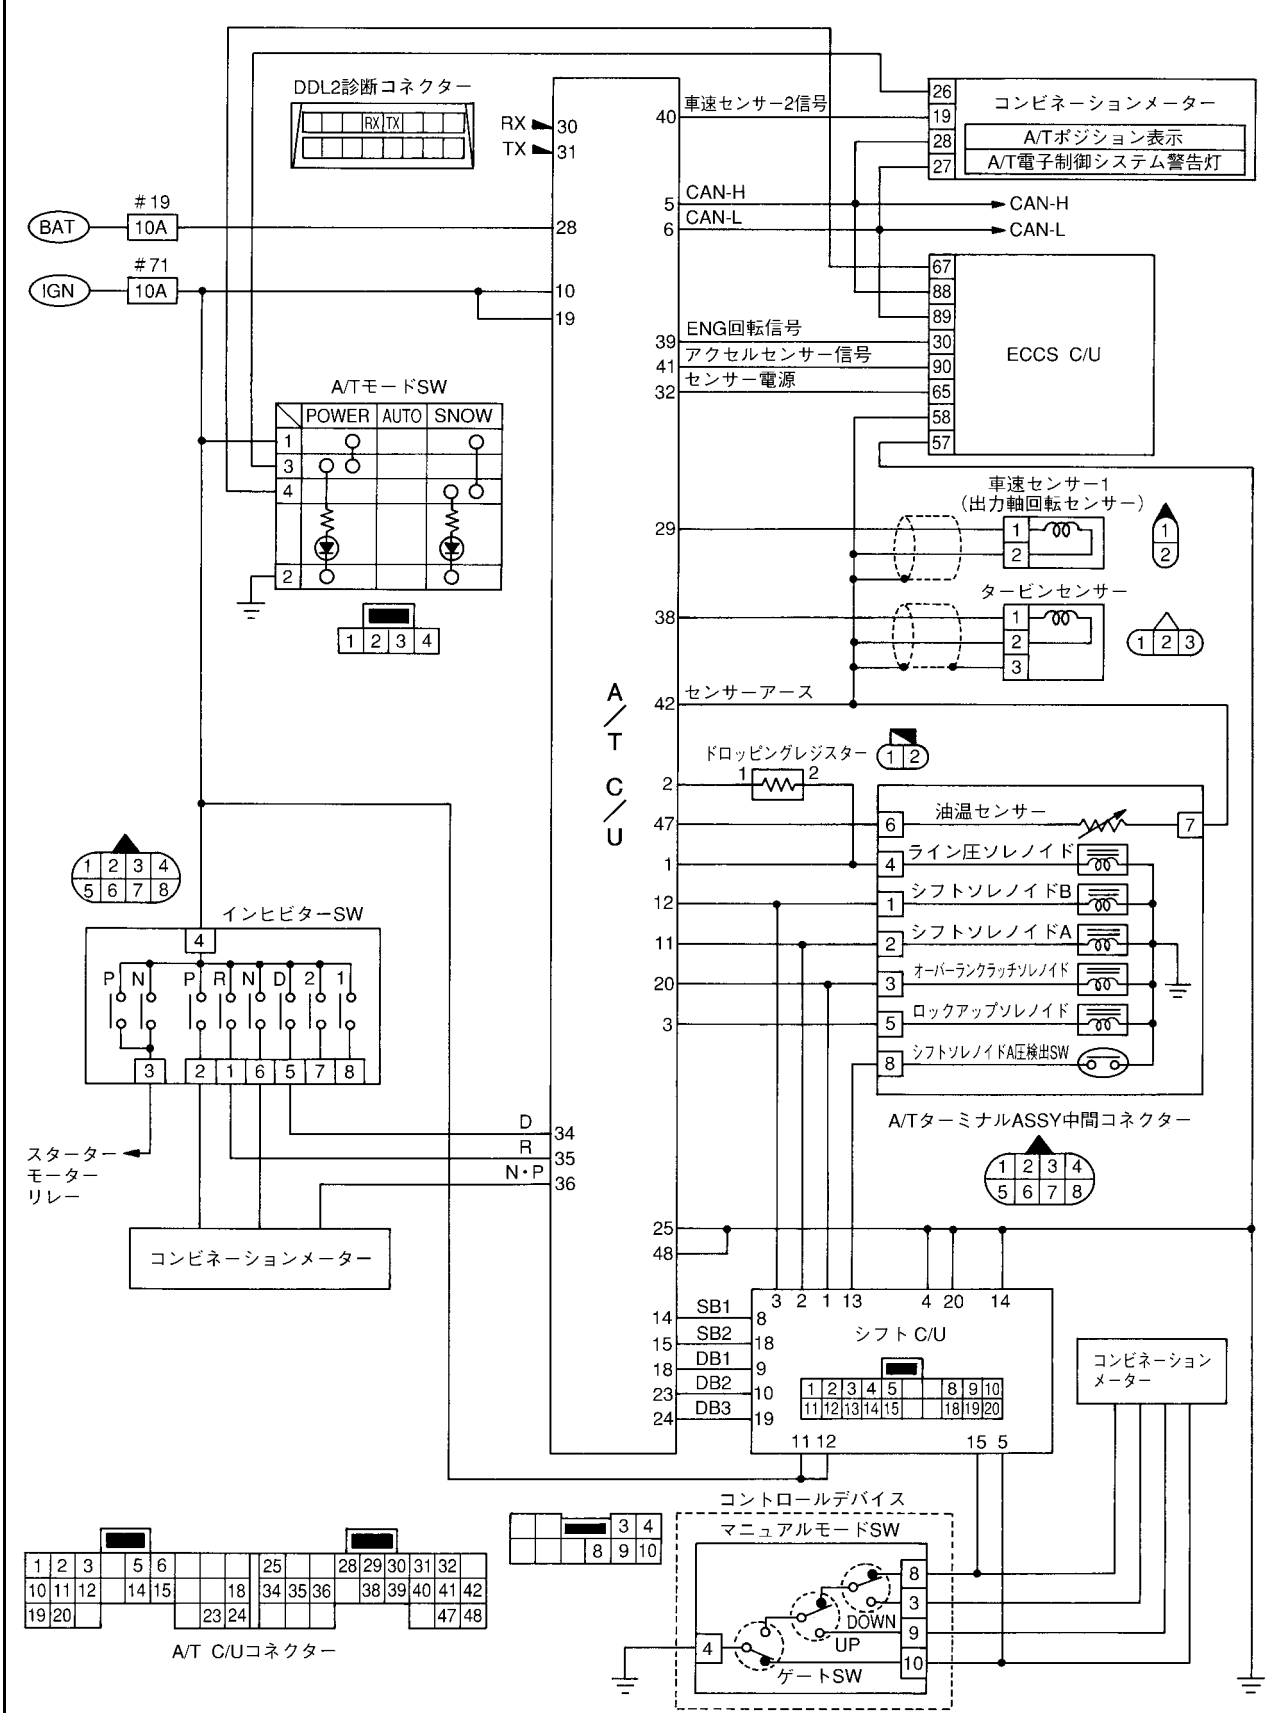 DDL2診断コネクター
RX TX
RX 30
TX 31
#19
BAT 10A 28
#71
IGN 10A 10
19
40 車速センサー2信号
26 コンビネーションメーター
19
28 A/Tポジション表示
27 A/T電子制御システム警告灯
5 CAN-H CAN-H
6 CAN-L CAN-L
67
88
89
39 ENG回転信号 30
41 アクセルセンサー信号 90
32 センサー電源 65
58
57
ECCS C/U
A/TモードSW
POWER AUTO SNOW
1
3
4
2
1 2 3 4
車速センサー1
(出力軸回転センサー)
29 1
2
1
2
タービンセンサー
38 1
2
3
1 2 3
A/T C/U
42 センサーアース
ドロッピングレジスター
1 2
2 1 2
47 6 油温センサー 7
1 4 ライン圧ソレノイド
12 1 シフトソレノイドB
11 2 シフトソレノイドA
20 3 オーバーランクラッチソレノイド
3 5 ロックアップソレノイド
8 シフトソレノイドA圧検出SW
A/TターミナルASSY中間コネクター
1 2 3 4
5 6 7 8
1 2 3 4
5 6 7 8
インヒビターSW
4
P N P R N D 2 1
3 2 1 6 5 7 8
スターター
モーター
リレー
D 34
R 35
N・P 36
コンビネーションメーター
25
48
3 2 1 13 4 20 14
14 SB1 8
15 SB2 18
18 DB1 9
23 DB2 10
24 DB3 19
シフト C/U
1 2 3 4 5 8 9 10
11 12 13 14 15 18 19 20
11 12 15 5
コンビネーション
メーター
コントロールデバイス
マニュアルモードSW
3 4
8 9 10
8
3
DOWN
9
UP
10
4
ゲートSW
1 2 3 5 6 25 28 29 30 31 32
10 11 12 14 15 18 34 35 36 38 39 40 41 42
19 20 23 24 47 48
A/T C/Uコネクター